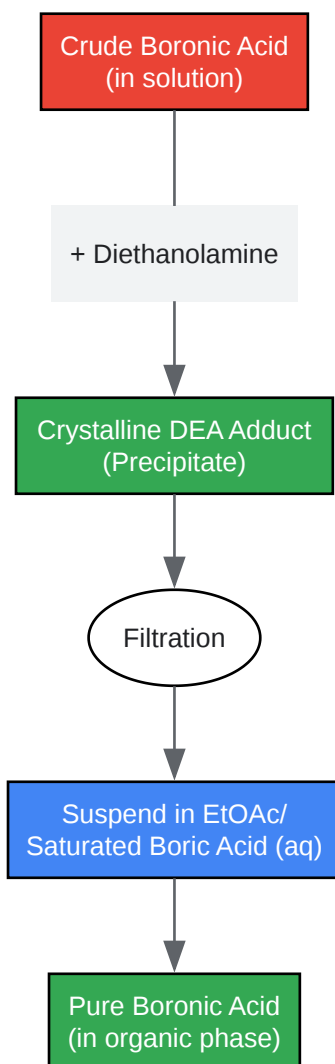 Crude Boronic Acid
(in solution)
+ Diethanolamine
Crystalline DEA Adduct
(Precipitate)
Filtration
Suspend in EtOAc/
Saturated Boric Acid (aq)
Pure Boronic Acid
(in organic phase)